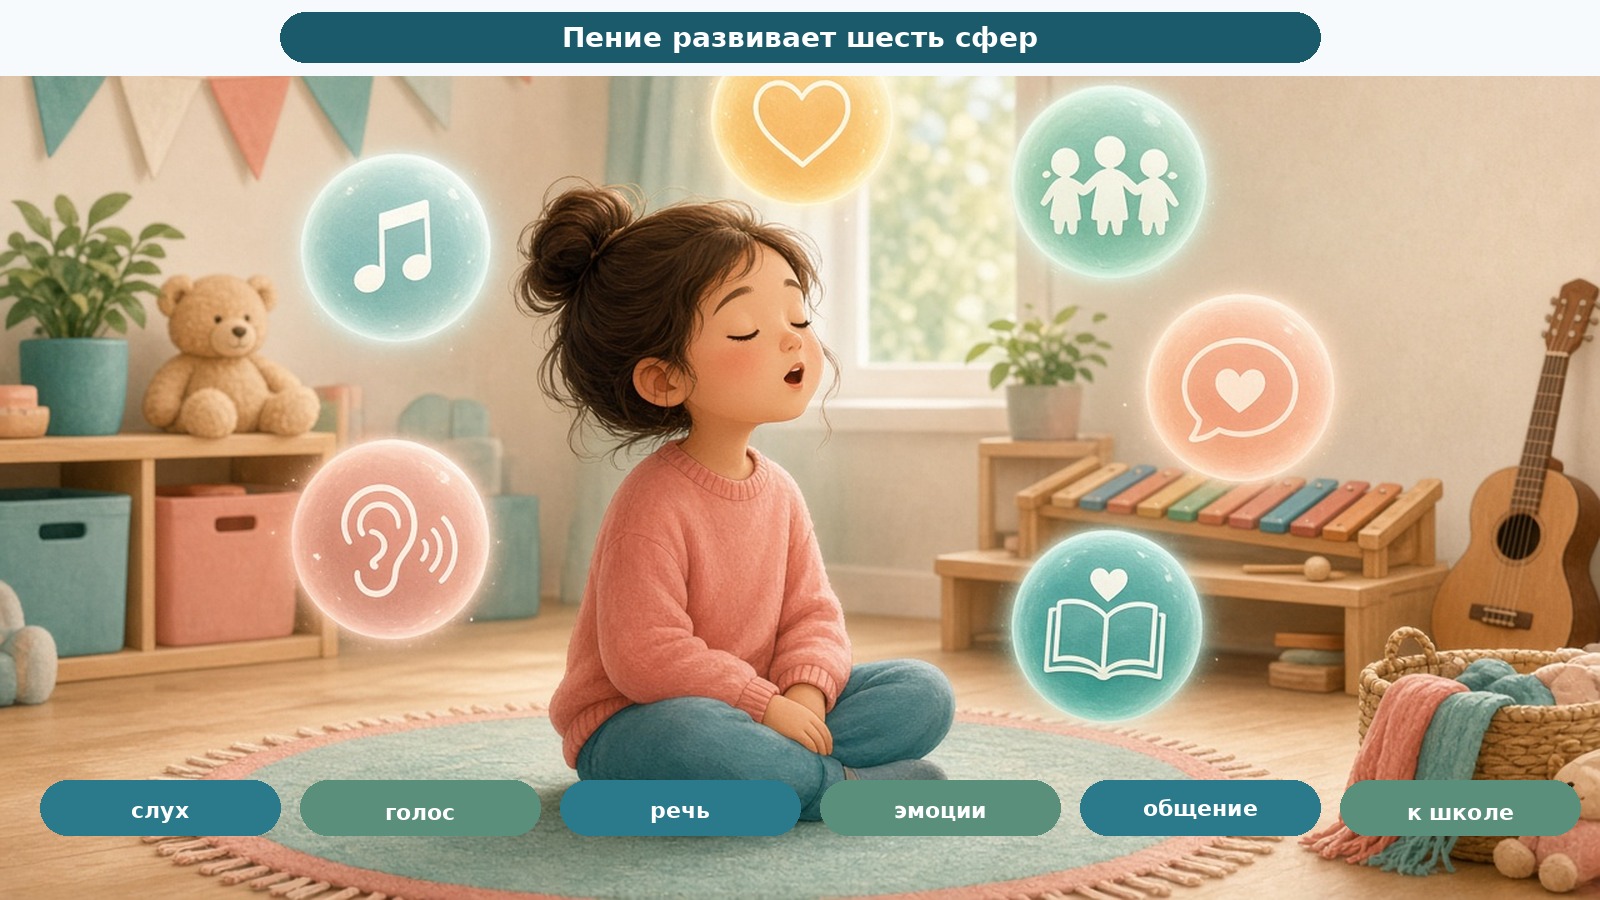 Пение развивает шесть сфер
слух
голос
речь
эмоции
общение
к школе